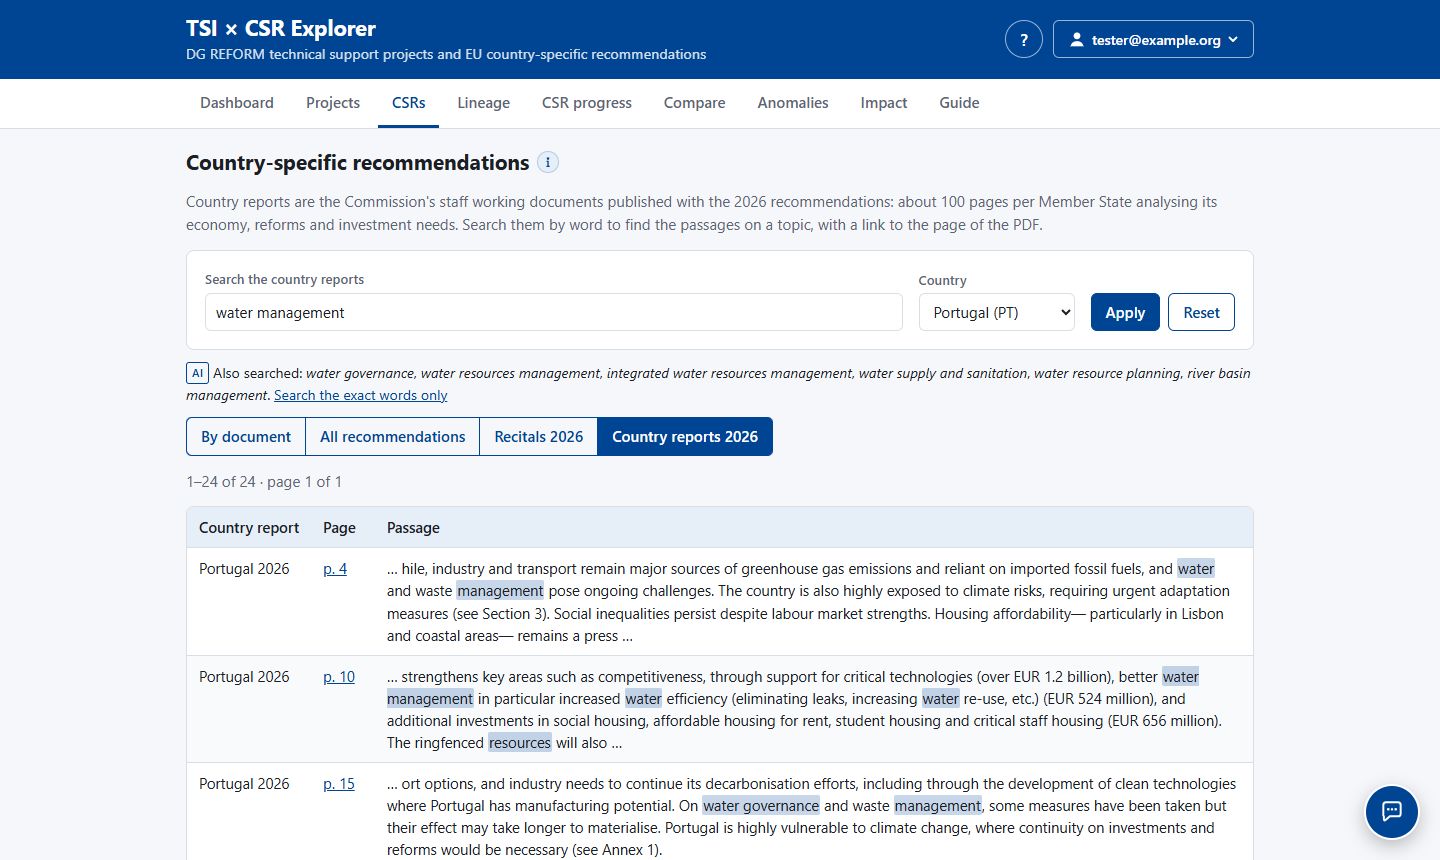 TSI × CSR Explorer
DG REFORM technical support projects and EU country-specific recommendations
?
tester@example.org
Dashboard Projects CSRs Lineage CSR progress Compare Anomalies Impact Guide
Country-specific recommendations i
Country reports are the Commission's staff working documents published with the 2026 recommendations: about 100 pages per Member State analysing its
economy, reforms and investment needs. Search them by word to find the passages on a topic, with a link to the page of the PDF.
Search the country reports
Country
water management
Portugal (PT)
Apply
Reset
AI Also searched: water governance, water resources management, integrated water resources management, water supply and sanitation, water resource planning, river basin
management. Search the exact words only
By document All recommendations Recitals 2026 Country reports 2026
1–24 of 24 · page 1 of 1
Country report Page Passage
Portugal 2026 p. 4 ... hile, industry and transport remain major sources of greenhouse gas emissions and reliant on imported fossil fuels, and water
and waste management pose ongoing challenges. The country is also highly exposed to climate risks, requiring urgent adaptation
measures (see Section 3). Social inequalities persist despite labour market strengths. Housing affordability— particularly in Lisbon
and coastal areas— remains a press ...
Portugal 2026 p. 10 ... strengthens key areas such as competitiveness, through support for critical technologies (over EUR 1.2 billion), better water
management in particular increased water efficiency (eliminating leaks, increasing water re-use, etc.) (EUR 524 million), and
additional investments in social housing, affordable housing for rent, student housing and critical staff housing (EUR 656 million).
The ringfenced resources will also ...
Portugal 2026 p. 15 ... ort options, and industry needs to continue its decarbonisation efforts, including through the development of clean technologies
where Portugal has manufacturing potential. On water governance and waste management, some measures have been taken but
their effect may take longer to materialise. Portugal is highly vulnerable to climate change, where continuity on investments and
reforms would be necessary (see Annex 1).